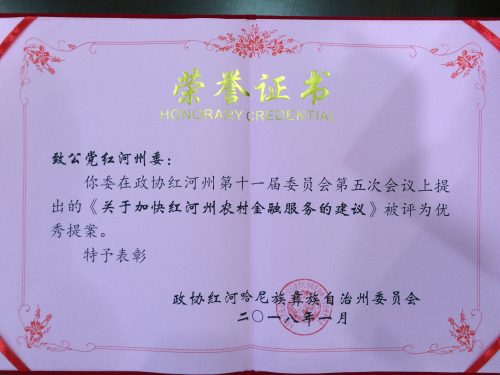 荣誉证书
HONORARY CREDENTIAL
致公党红河州委：
你委在政协红河州第十一届委员会第五次会议上提
出的《关于加快红河州农村金融服务的建议》被评为优
秀提案。
特予表彰
政协红河哈尼族彝族自治州委员会
二〇一八年一月